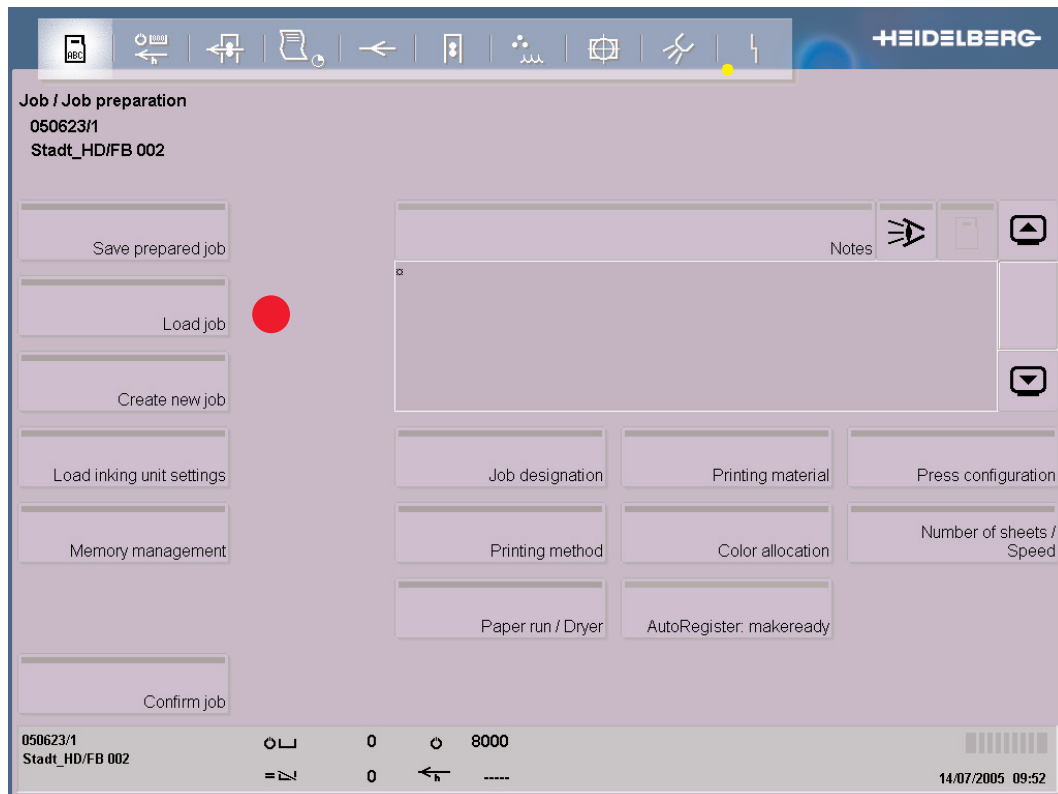 ABC
h
HEIDELBERG
Job / Job preparation
050623/1
Stadt_HD/FB 002
Save prepared job
Notes
Load job
Create new job
Load inking unit settings
Job designation
Printing material
Press configuration
Memory management
Printing method
Color allocation
Number of sheets /
Speed
Paper run / Dryer
AutoRegister: makeready
Confirm job
050623/1
Stadt_HD/FB 002
0
8000
0
h
-----
14/07/2005 09:52